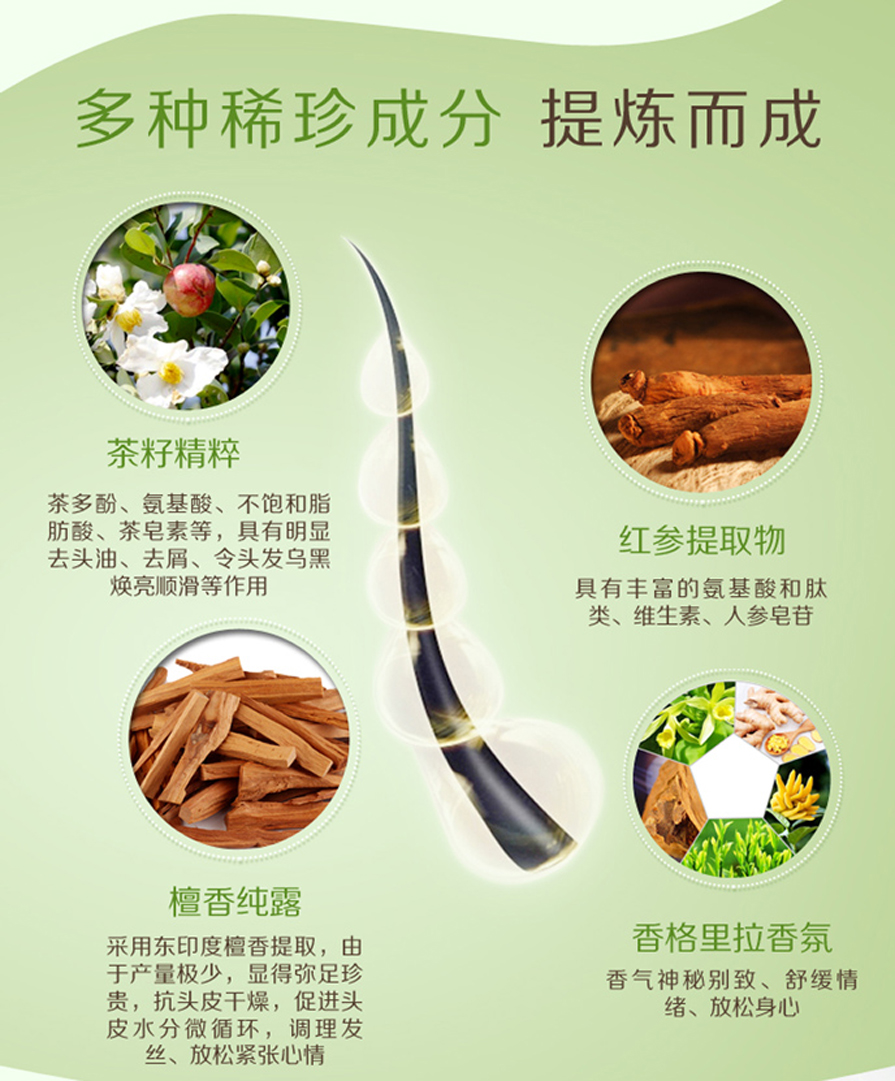 多种稀珍成分 提炼而成
茶籽精粹
茶多酚、氨基酸、不饱和脂
肪酸、茶皂素等，具有明显
去头油、去屑、令头发乌黑
焕亮顺滑等作用
红参提取物
具有丰富的氨基酸和肽
类、维生素、人参皂苷
檀香纯露
采用东印度檀香提取，由
于产量极少，显得弥足珍
贵，抗头皮干燥，促进头
皮水分微循环，调理发
丝、放松紧张心情
香格里拉香氛
香气神秘别致、舒缓情
绪、放松身心